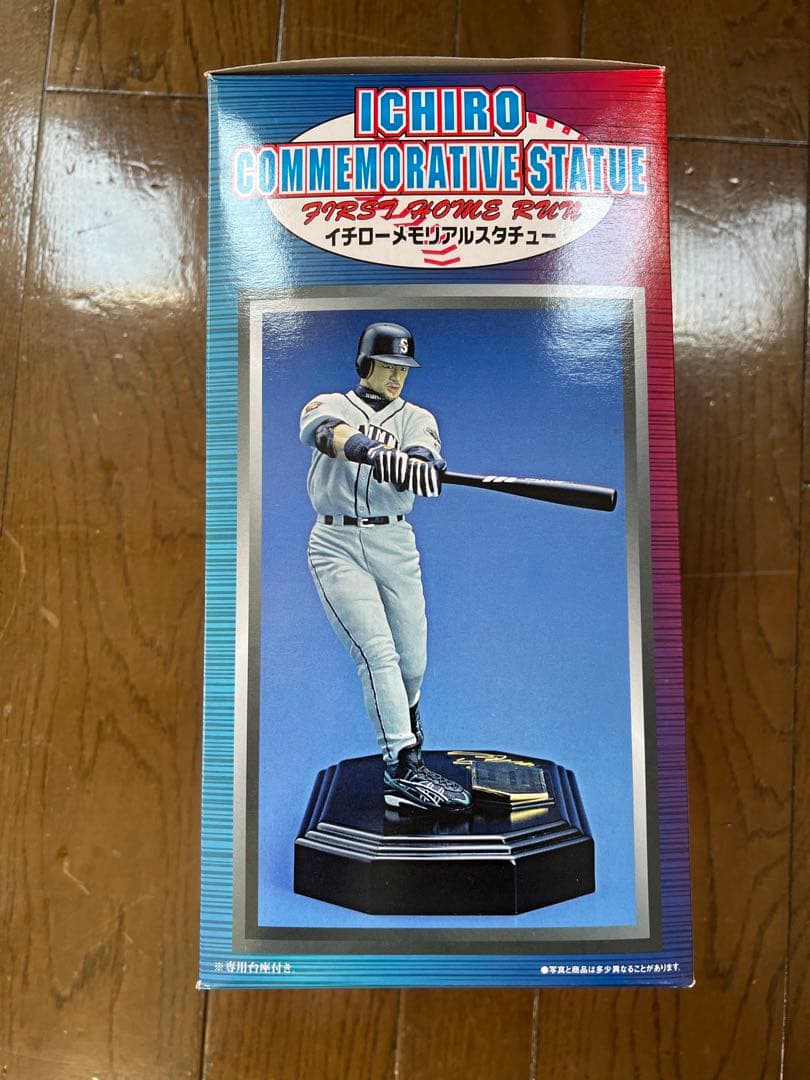 ICHIRO
COMMEMORATIVE STATUE
FIRST HOME RUN
イチローメモリアルスタチュー
S
※専用台座付き.
●写真と商品は多少異なることがあります.